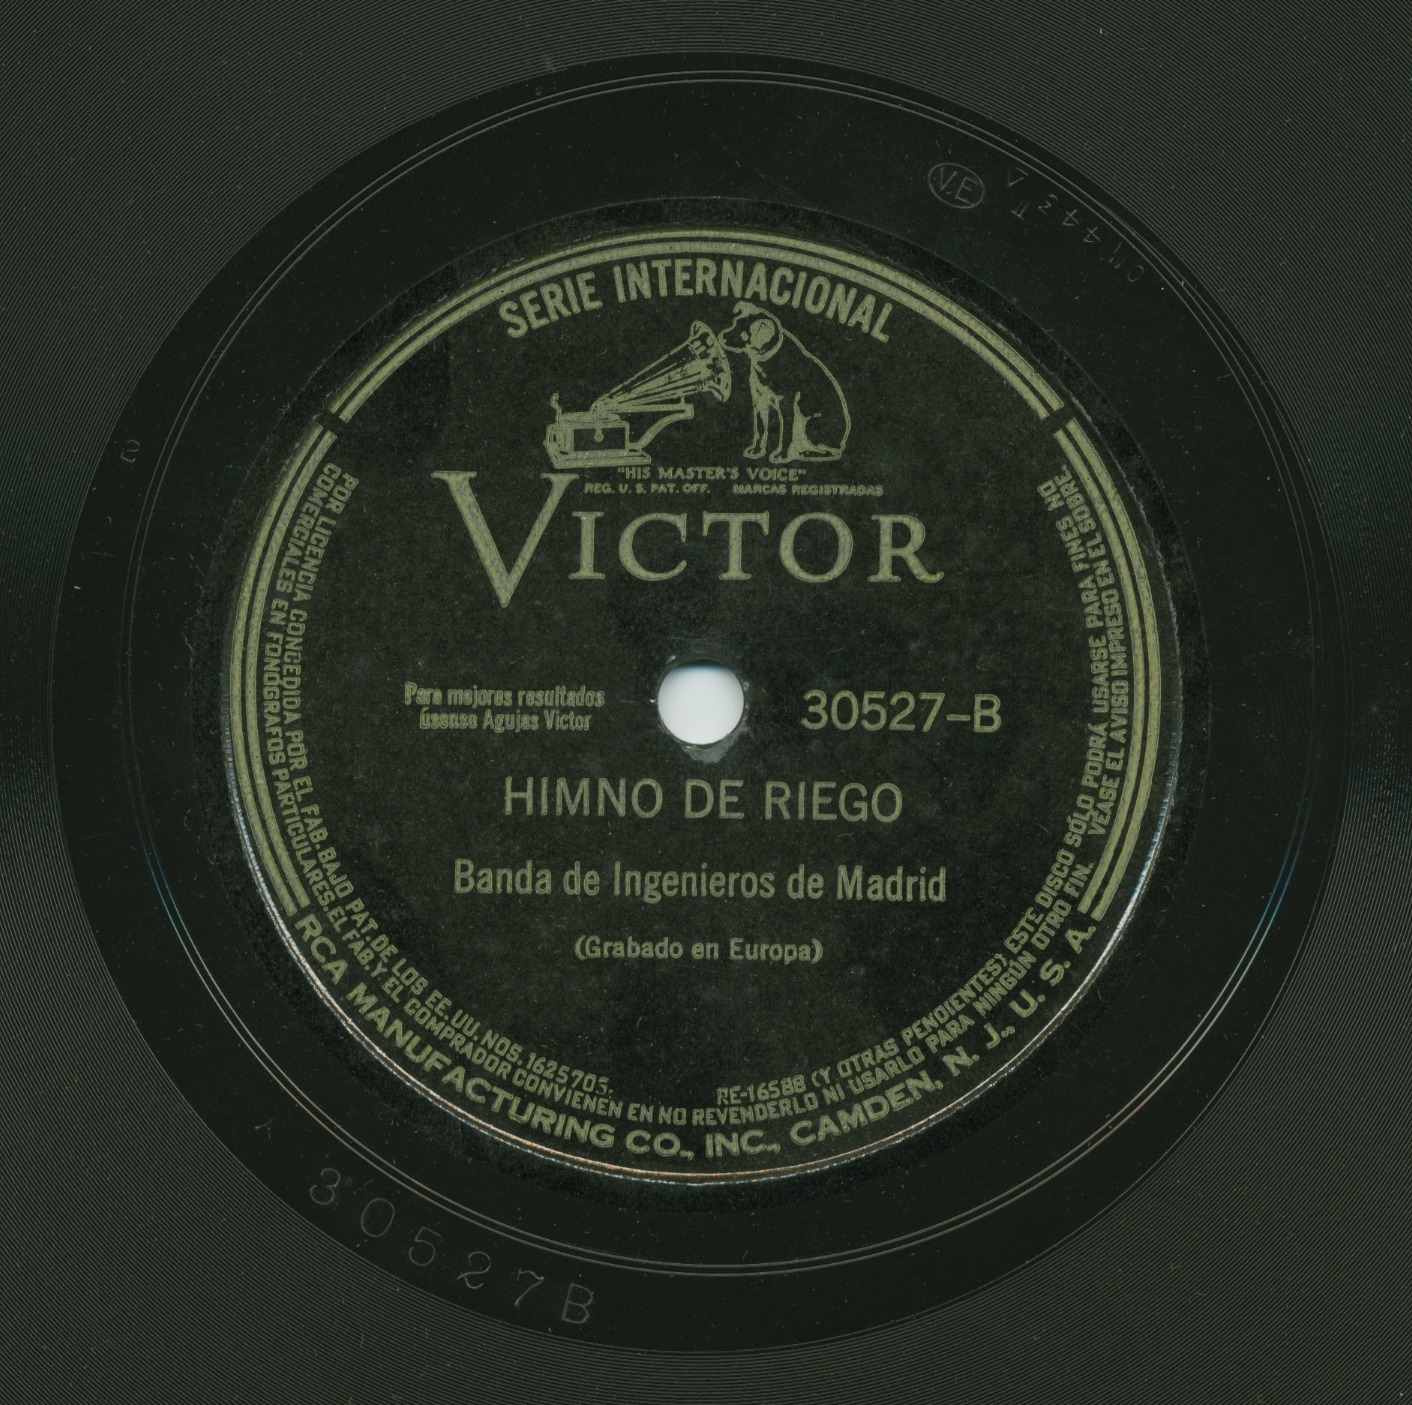 SERIE INTERNACIONAL
"HIS MASTER'S VOICE"
REG. U. S. PAT. OFF. MARCAS REGISTRADAS
VICTOR
Para mejores resultados
úsense Agujas Victor
30527-B
HIMNO DE RIEGO
Banda de Ingenieros de Madrid
(Grabado en Europa)
POR LICENCIA CONCEDIDA POR EL FAB. BAJO PAT. DE LOS EE. UU. NOS. 1625705. RE-16588 (Y OTRAS PENDIENTES) ESTE DISCO SÓLO PODRÁ USARSE PARA FINES NO
COMERCIALES EN FONÓGRAFOS PARTICULARES. EL FAB. Y EL COMPRADOR CONVIENEN EN NO REVENDERLO NI USARLO PARA NINGÚN OTRO FIN. VÉASE EL AVISO IMPRESO EN EL SOBRE.
RCA MANUFACTURING CO., INC., CAMDEN, N. J., U. S. A.
V.E
30527B